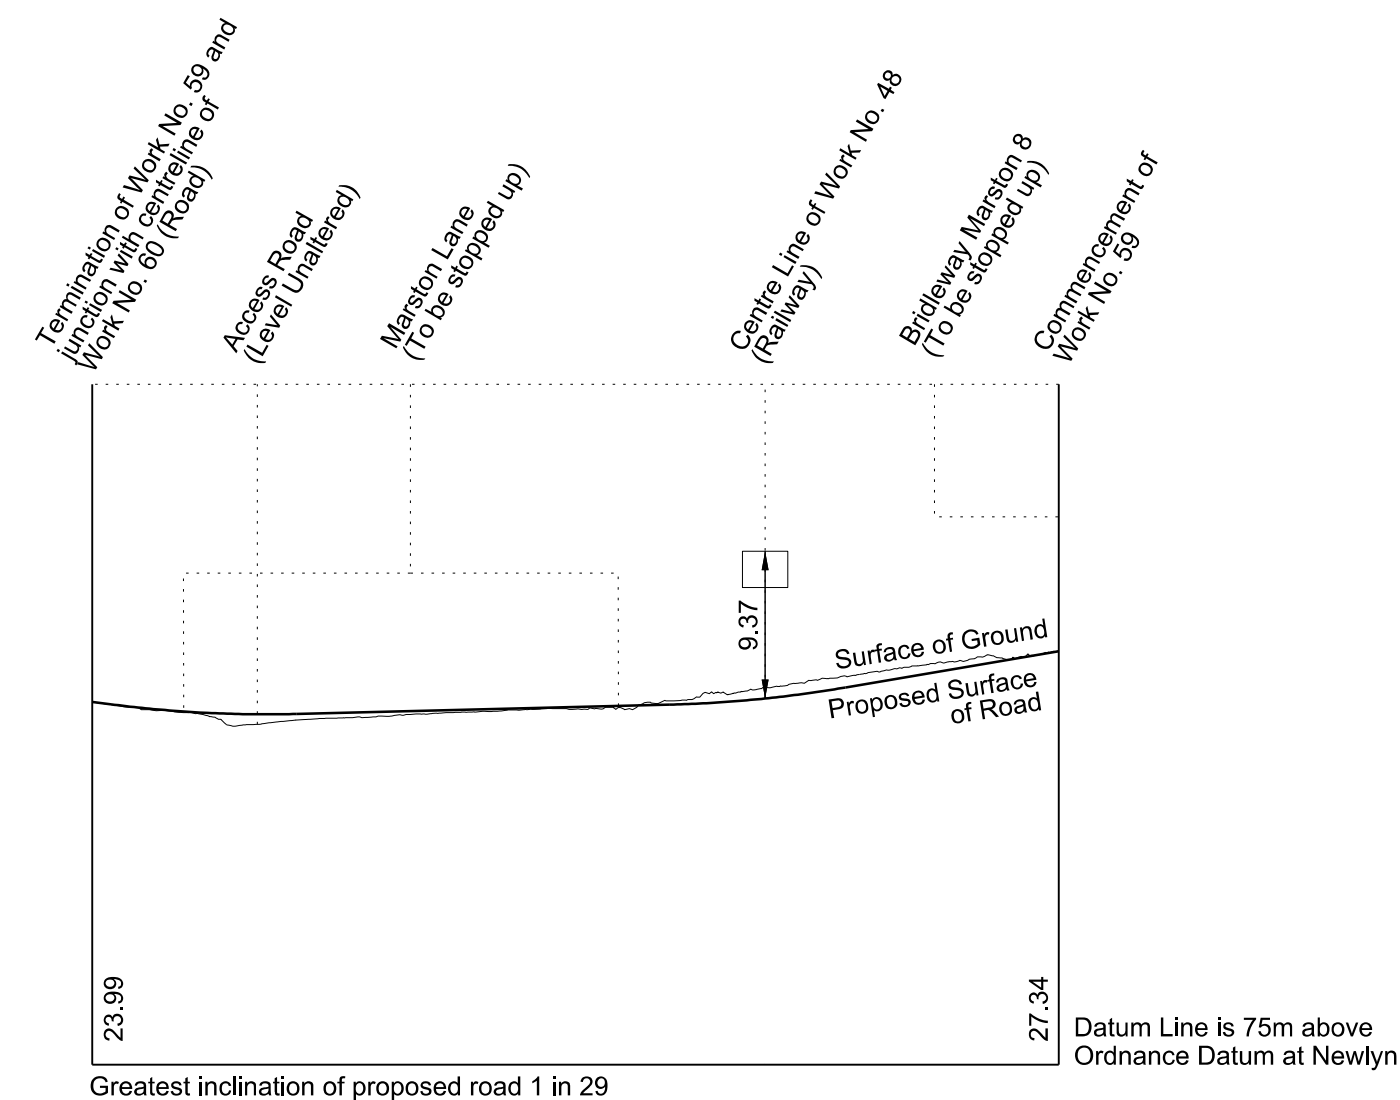 Termination of Work No. 59 and
junction with centreline of
Work No. 60 (Road)
Access Road
(Level Unaltered)
Marston Lane
(To be stopped up)
Centre Line of Work No. 48
(Railway)
Bridleway Marston 8
(To be stopped up)
Commencement of
Work No. 59
9.37
Surface of Ground
Proposed Surface
of Road
23.99
27.34
Datum Line is 75m above
Ordnance Datum at Newlyn
Greatest inclination of proposed road 1 in 29